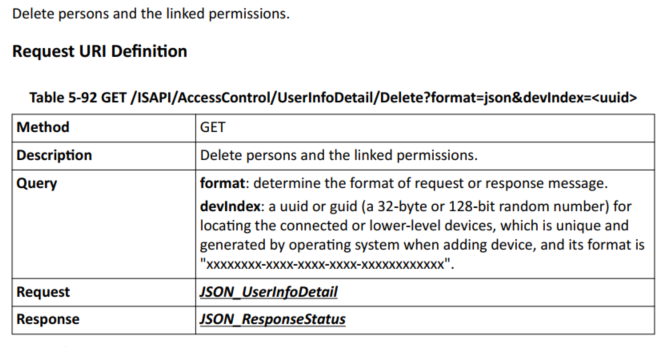 Delete persons and the linked permissions.
Request URI Definition
Table 5-92 GET /ISAPI/AccessControl/UserInfoDetail/Delete?format=json&devIndex=<uuid>
Method GET
Description Delete persons and the linked permissions.
Query format: determine the format of request or response message.
devIndex: a uuid or guid (a 32-byte or 128-bit random number) for
locating the connected or lower-level devices, which is unique and
generated by operating system when adding device, and its format is
"xxxxxxxx-xxxx-xxxx-xxxx-xxxxxxxxxxxx".
Request JSON_UserInfoDetail
Response JSON_ResponseStatus